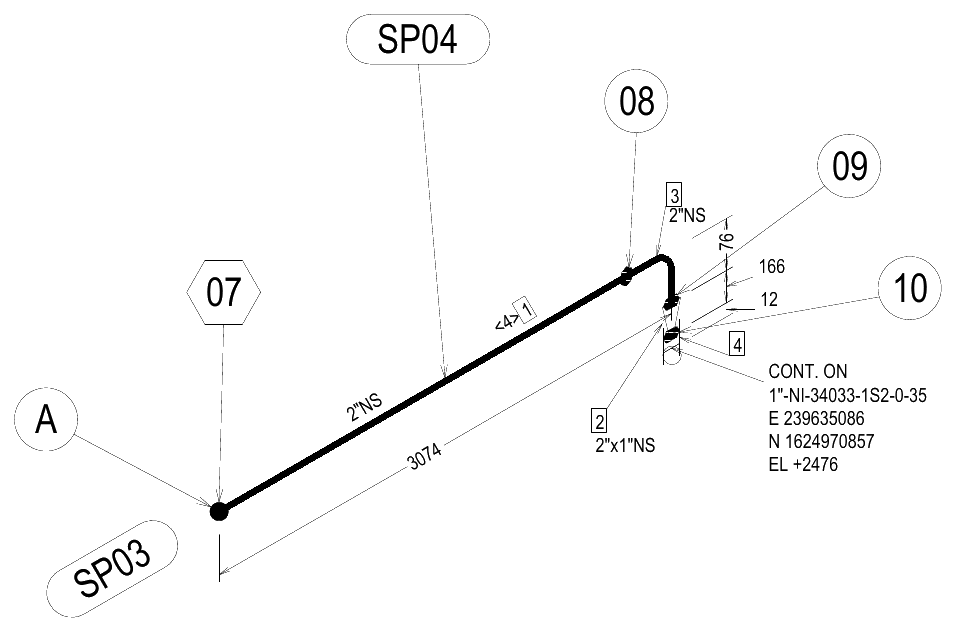 SP04
08
09
3
2"NS
76
166
07
10
12
<4>
1
4
CONT. ON
1"-NI-34033-1S2-0-35
2"NS
A
2
E 239635086
2"x1"NS
N 1624970857
3074
EL +2476
SP03